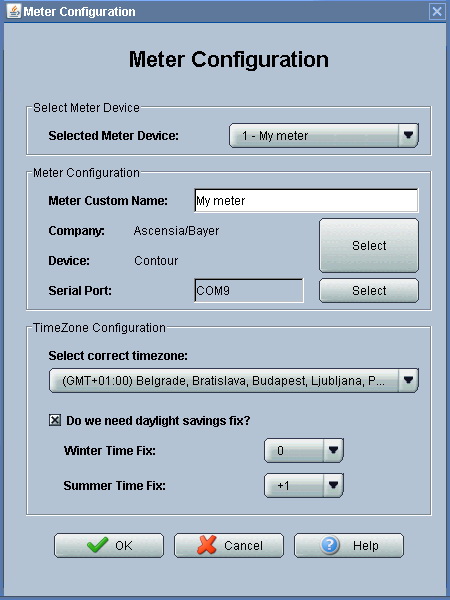 Meter Configuration
Meter Configuration
Select Meter Device
Selected Meter Device: 1 - My meter
Meter Configuration
Meter Custom Name: My meter
Company: Ascensia/Bayer
Select
Device: Contour
Serial Port: COM9 Select
TimeZone Configuration
Select correct timezone:
(GMT+01:00) Belgrade, Bratislava, Budapest, Ljubljana, P...
Do we need daylight savings fix?
Winter Time Fix: 0
Summer Time Fix: +1
OK Cancel Help